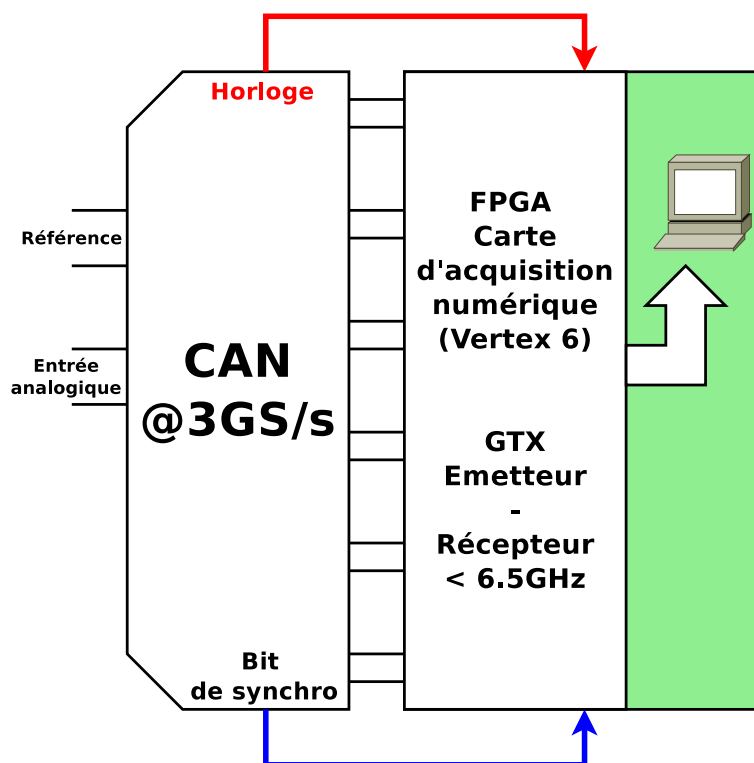 Horloge
Référence
Entrée
analogique
CAN
@3GS/s
Bit
de synchro
FPGA
Carte
d'acquisition
numérique
(Vertex 6)
GTX
Emetteur
-
Récepteur
< 6.5GHz